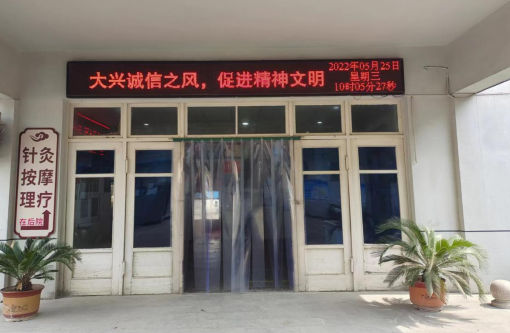 大兴诚信之风，促进精神文明
2022年05月25日
星期三
10时05分27秒
针灸
按摩
理疗
在后院